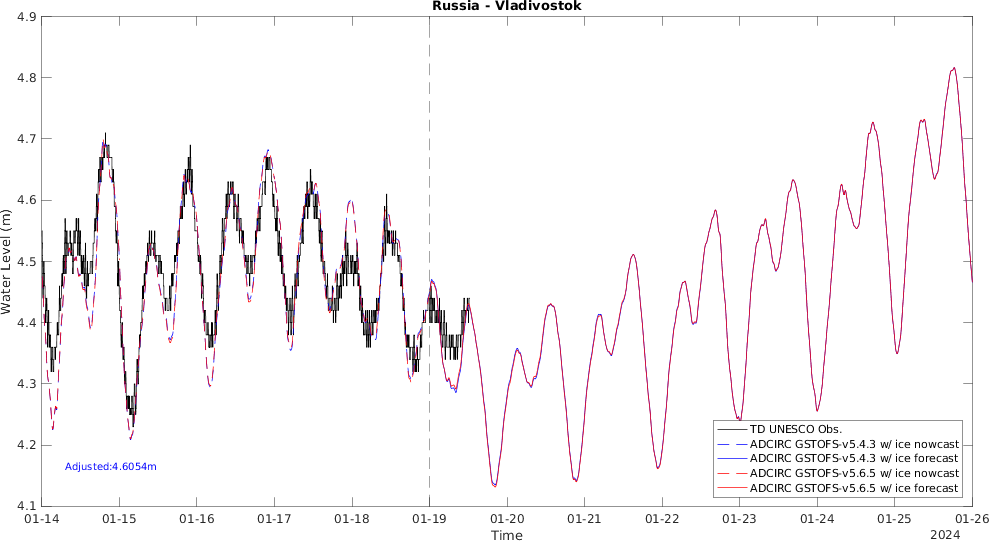 Russia - Vladivostok
4.9
4.8
4.7
4.6
4.5
4.4
4.3
4.2
4.1
Water Level (m)
Adjusted:4.6054m
TD UNESCO Obs.
ADCIRC GSTOFS-v5.4.3 w/ ice nowcast
ADCIRC GSTOFS-v5.4.3 w/ ice forecast
ADCIRC GSTOFS-v5.6.5 w/ ice nowcast
ADCIRC GSTOFS-v5.6.5 w/ ice forecast
01-14 01-15 01-16 01-17 01-18 01-19 01-20 01-21 01-22 01-23 01-24 01-25 01-26
Time
2024